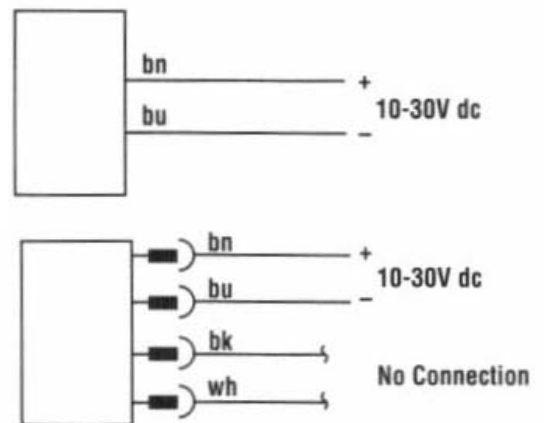 bn
+
10-30V dc
bu
–
bn
+
10-30V dc
bu
–
bk
No Connection
wh